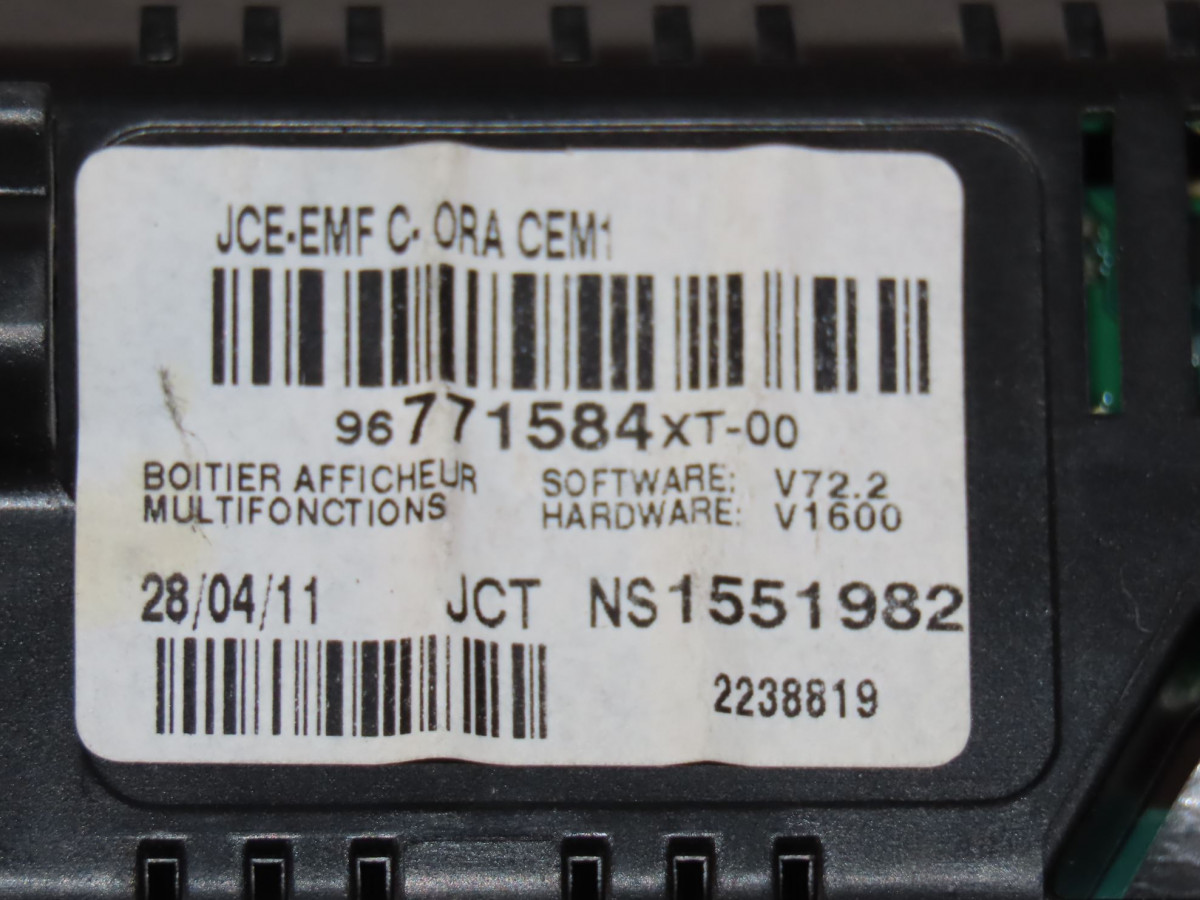 JCE-EMF C- ORA CEM1
96771584XT-00
BOITIER AFFICHEUR SOFTWARE: V72.2
MULTIFONCTIONS HARDWARE: V1600
28/04/11 JCT NS1551982
2238819